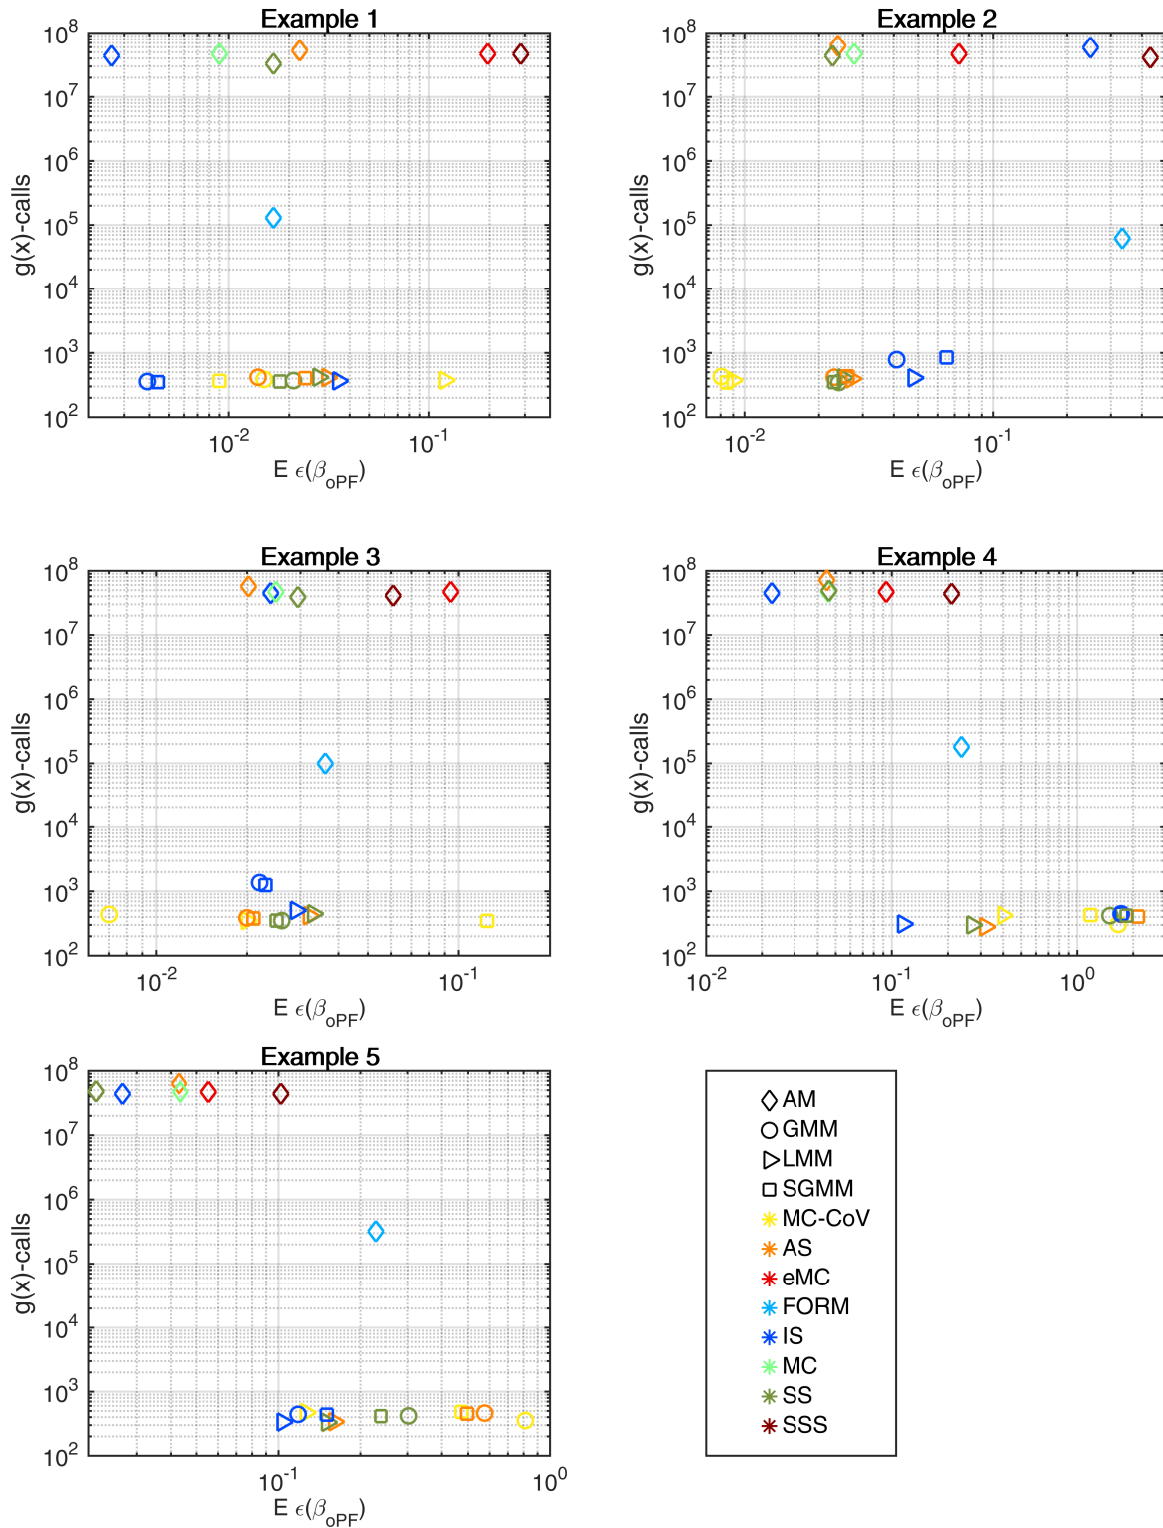 Example 1
10^8
10^7
10^6
10^5
10^4
10^3
10^2
g(x)-calls
10^-2
10^-1
E ϵ(β_oPF)
Example 2
10^8
10^7
10^6
10^5
10^4
10^3
10^2
g(x)-calls
10^-2
10^-1
E ϵ(β_oPF)
Example 3
10^8
10^7
10^6
10^5
10^4
10^3
10^2
g(x)-calls
10^-2
10^-1
E ϵ(β_oPF)
Example 4
10^8
10^7
10^6
10^5
10^4
10^3
10^2
g(x)-calls
10^-2
10^-1
10^0
E ϵ(β_oPF)
Example 5
10^8
10^7
10^6
10^5
10^4
10^3
10^2
g(x)-calls
10^-1
10^0
E ϵ(β_oPF)
AM
GMM
LMM
SGMM
MC-CoV
AS
eMC
FORM
IS
MC
SS
SSS